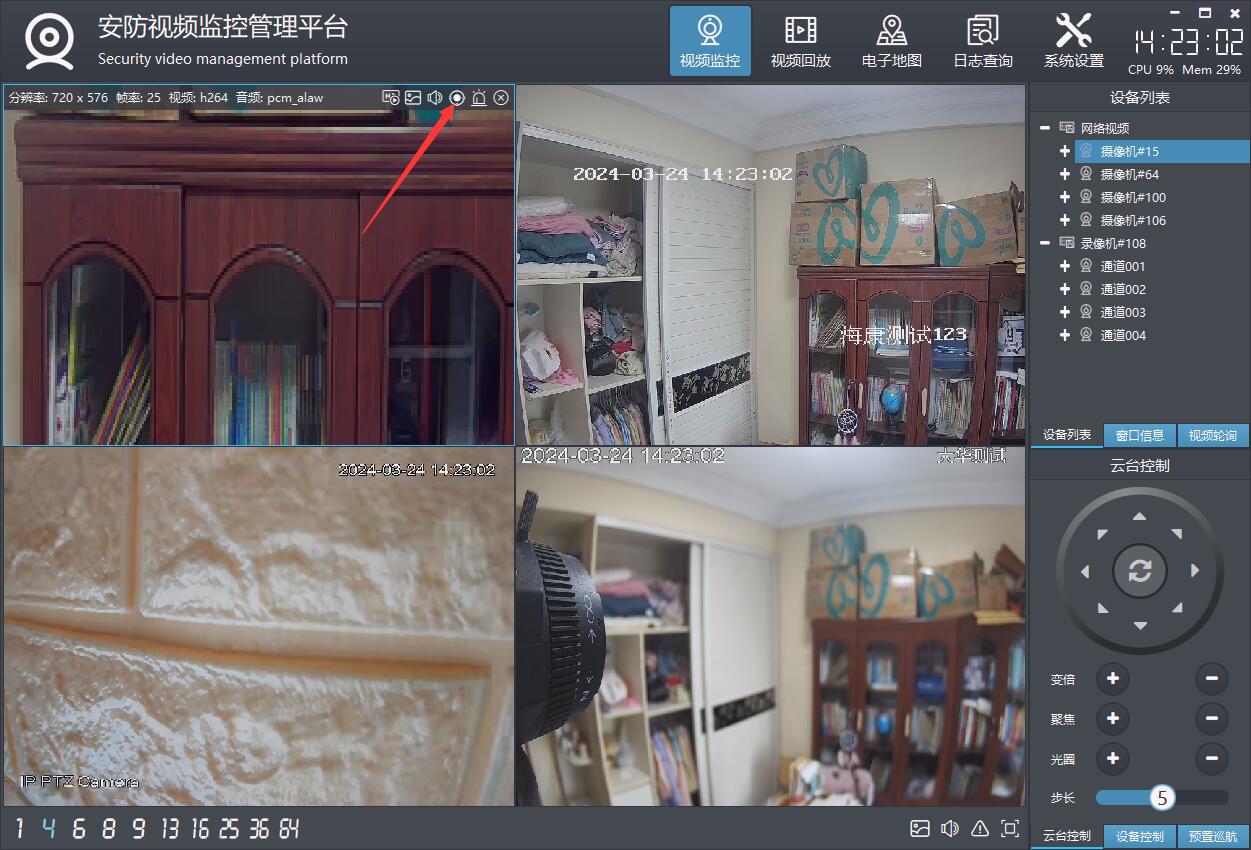 安防视频监控管理平台
Security video management platform
视频监控
视频回放
电子地图
日志查询
系统设置
14:23:02
CPU 9% Mem 29%
分辨率: 720 x 576 帧率: 25 视频: h264 音频: pcm_alaw
2024-03-24 14:23:02
海康测试123
2024-03-24 14:23:02
IP PTZ Camera
2024-03-24 14:23:02
大华测试
设备列表
网络视频
摄像机#15
摄像机#64
摄像机#100
摄像机#106
录像机#108
通道001
通道002
通道003
通道004
设备列表 窗口信息 视频轮询
云台控制
变倍
聚焦
光圈
步长 5
云台控制 设备控制 预置巡航
1 4 6 8 9 13 16 25 36 64